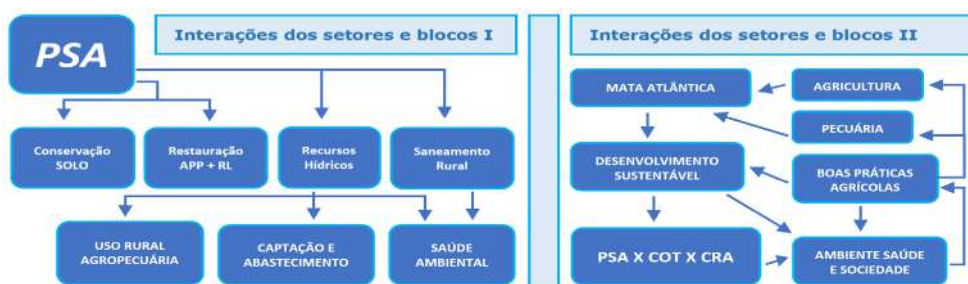 PSA
Interações dos setores e blocos I
Conservação
SOLO
Restauração
APP + RL
Recursos
Hídricos
Saneamento
Rural
USO RURAL
AGROPECUÁRIA
CAPTAÇÃO E
ABASTECIMENTO
SAÚDE
AMBIENTAL
Interações dos setores e blocos II
MATA ATLÂNTICA
AGRICULTURA
PECUÁRIA
DESENVOLVIMENTO
SUSTENTÁVEL
BOAS PRÁTICAS
AGRÍCOLAS
PSA X COT X CRA
AMBIENTE SAÚDE
E SOCIEDADE